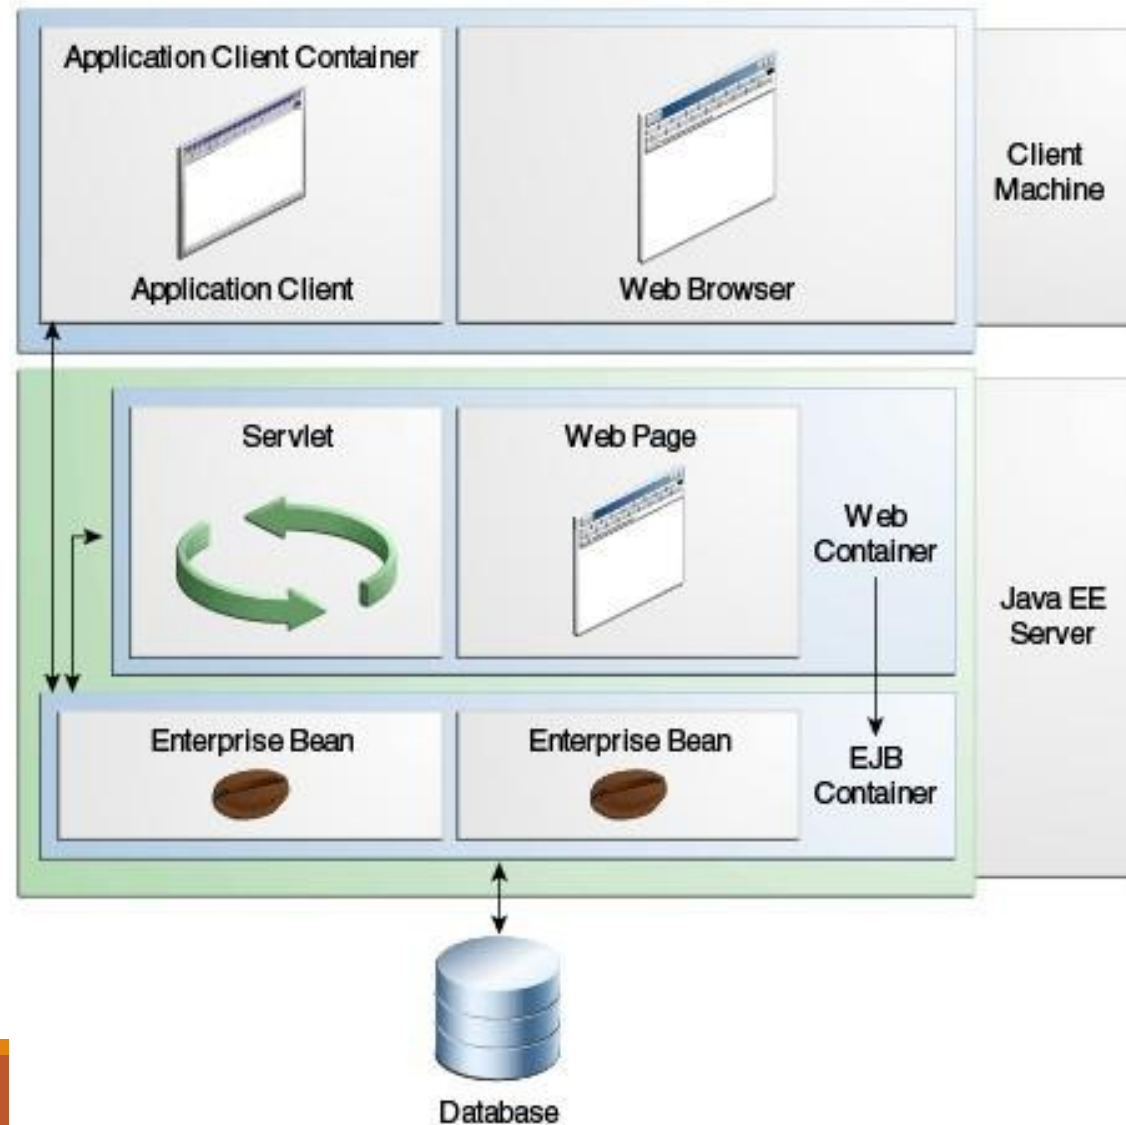 Application Client Container
Application Client
Web Browser
Client
Machine
Servlet
Web Page
Web
Container
Java EE
Server
Enterprise Bean
Enterprise Bean
EJB
Container
Database